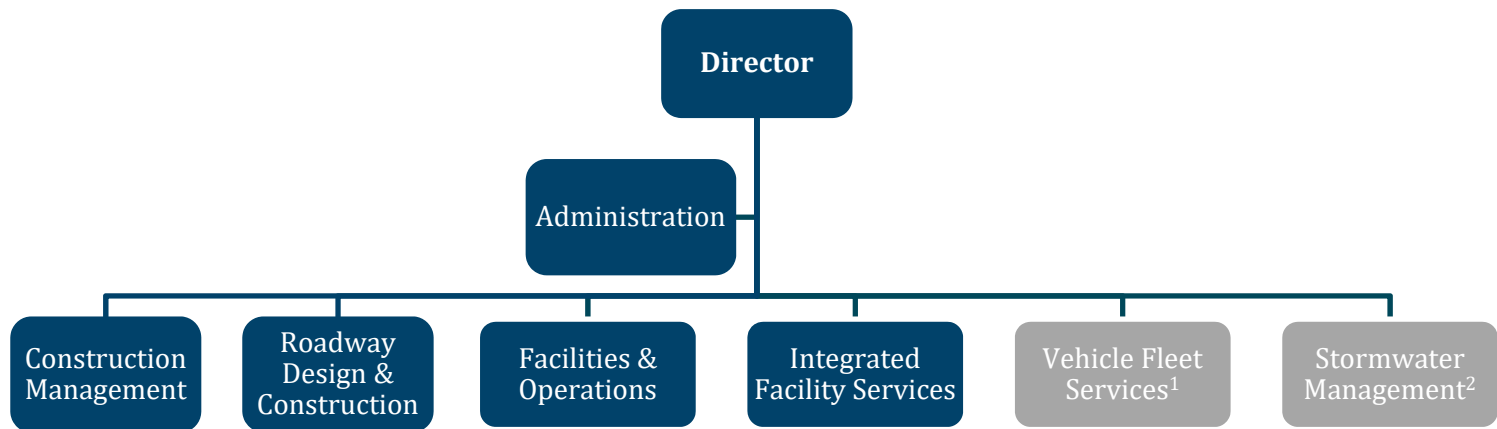 Director
Administration
Construction
Management
Roadway
Design &
Construction
Facilities &
Operations
Integrated
Facility Services
Vehicle Fleet
Services¹
Stormwater
Management²